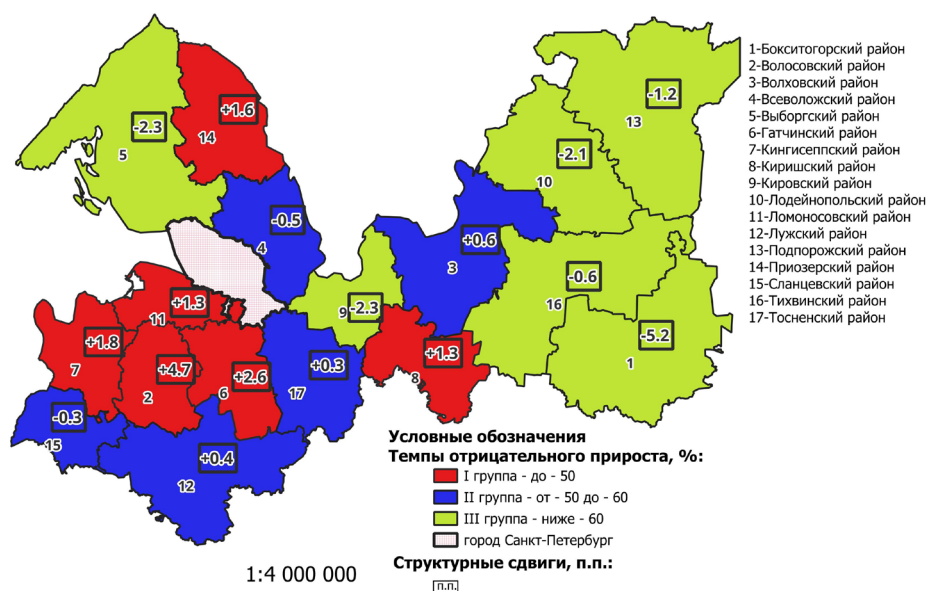 +1.6
-2.3
14
5
-1.2
13
-2.1
10
-0.5
4
+0.6
3
-0.6
16
-5.2
1
-2.3
9
+1.3
11
+1.8
7
+4.7
2
+2.6
6
+0.3
17
+1.3
8
-0.3
15
+0.4
12
1-Бокситогорский район
2-Волосовский район
3-Волховский район
4-Всеволожский район
5-Выборгский район
6-Гатчинский район
7-Кингисеппский район
8-Киришский район
9-Кировский район
10-Лодейнопольский район
11-Ломоносовский район
12-Лужский район
13-Подпорожский район
14-Приозерский район
15-Сланцевский район
16-Тихвинский район
17-Тосненский район
Условные обозначения
Темпы отрицательного прироста, %:
I группа - до - 50
II группа - от - 50 до - 60
III группа - ниже - 60
город Санкт-Петербург
Структурные сдвиги, п.п.:
п.п.
1:4 000 000